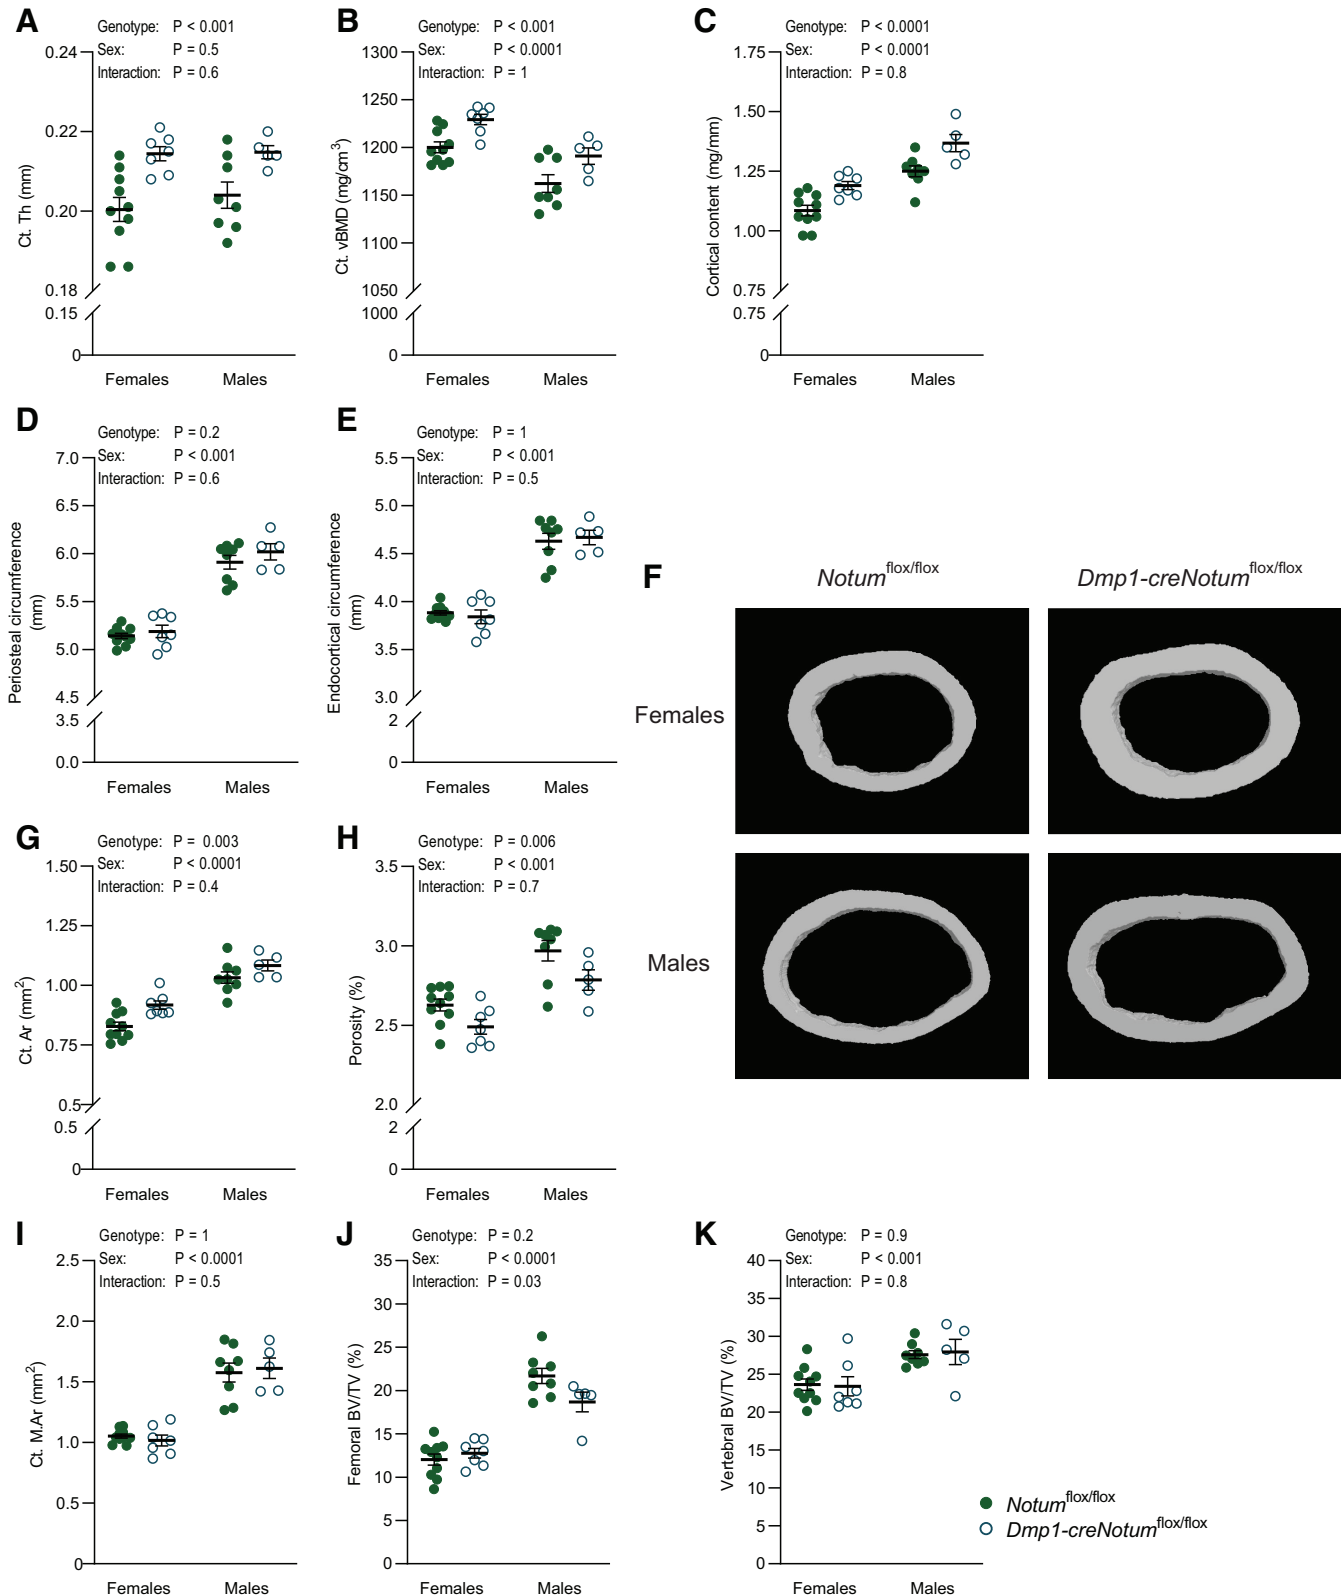 A
Genotype: P < 0.001
Sex: P = 0.5
Interaction: P = 0.6
Ct. Th (mm)
0.24
0.22
0.20
0.18
0.15
0
Females Males
B
Genotype: P < 0.001
Sex: P < 0.0001
Interaction: P = 1
Ct. vBMD (mg/cm³)
1300
1250
1200
1150
1100
1050
1000
0
Females Males
C
Genotype: P < 0.0001
Sex: P < 0.0001
Interaction: P = 0.8
Cortical content (mg/mm)
1.75
1.50
1.25
1.00
0.75
0.75
0
Females Males
D
Genotype: P = 0.2
Sex: P < 0.001
Interaction: P = 0.6
Periosteal circumference
(mm)
7.0
6.5
6.0
5.5
5.0
4.5
3.5
0.0
Females Males
E
Genotype: P = 1
Sex: P < 0.001
Interaction: P = 0.5
Endocortical circumference
(mm)
5.5
5.0
4.5
4.0
3.5
3.0
2
0
Females Males
F
Notum flox/flox
Dmp1-creNotum flox/flox
Females
Males
G
Genotype: P = 0.003
Sex: P < 0.0001
Interaction: P = 0.4
Ct. Ar (mm²)
1.50
1.25
1.00
0.75
0.5
0.5
0
Females Males
H
Genotype: P = 0.006
Sex: P < 0.001
Interaction: P = 0.7
Porosity (%)
3.5
3.0
2.5
2.0
2
0
Females Males
I
Genotype: P = 1
Sex: P < 0.0001
Interaction: P = 0.5
Ct. M.Ar (mm²)
2.5
2.0
1.5
1.0
0.5
0
Females Males
J
Genotype: P = 0.2
Sex: P < 0.0001
Interaction: P = 0.03
Femoral BV/TV (%)
35
30
25
20
15
10
5
0
Females Males
K
Genotype: P = 0.9
Sex: P < 0.001
Interaction: P = 0.8
Vertebral BV/TV (%)
40
35
30
25
20
15
10
5
0
Females Males
Notum flox/flox
Dmp1-creNotum flox/flox